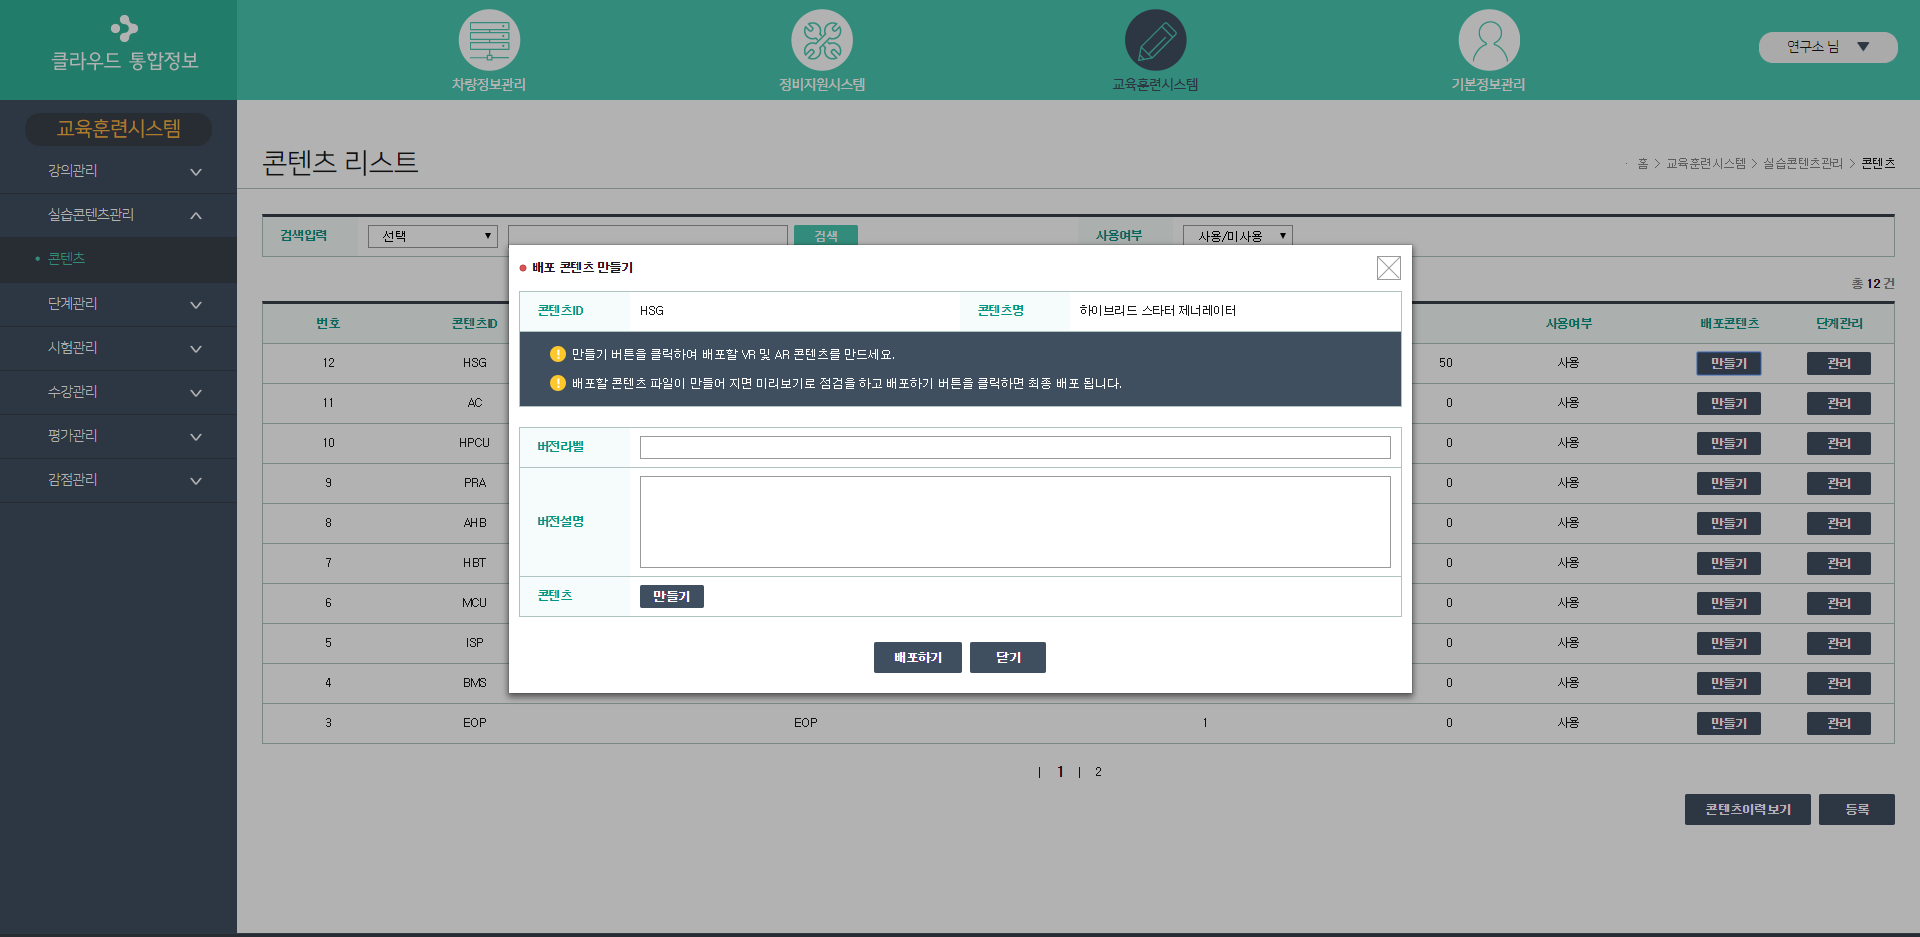 클라우드 통합정보
차량정보관리
정비지원시스템
교육훈련시스템
기본정보관리
연구소 님 ▼
교육훈련시스템
강의관리
실습콘텐츠관리
콘텐츠
단계관리
시험관리
수강관리
평가관리
감점관리
콘텐츠 리스트
· 홈 > 교육훈련시스템 > 실습콘텐츠관리 > 콘텐츠
검색입력 선택 검색 사용여부 사용/미사용
총 12 건
번호 콘텐츠ID 사용여부 배포콘텐츠 단계관리
12 HSG 50 사용 만들기 관리
11 AC 0 사용 만들기 관리
10 HPCU 0 사용 만들기 관리
9 PRA 0 사용 만들기 관리
8 AHB 0 사용 만들기 관리
7 HBT 0 사용 만들기 관리
6 MCU 0 사용 만들기 관리
5 ISP 0 사용 만들기 관리
4 BMS 0 사용 만들기 관리
3 EOP EOP 1 0 사용 만들기 관리
| 1 | 2
콘텐츠이력보기 등록
배포 콘텐츠 만들기
콘텐츠ID HSG 콘텐츠명 하이브리드 스타터 제너레이터
만들기 버튼을 클릭하여 배포할 VR 및 AR 콘텐츠를 만드세요.
배포할 콘텐츠 파일이 만들어 지면 미리보기로 점검을 하고 배포하기 버튼을 클릭하면 최종 배포 됩니다.
버전라벨
버전설명
콘텐츠 만들기
배포하기 닫기